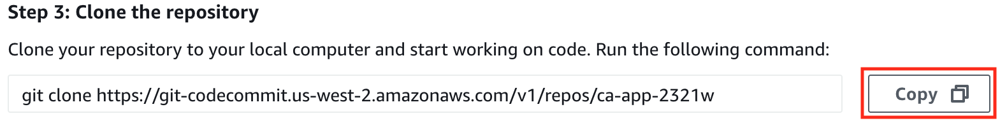 Step 3: Clone the repository
Clone your repository to your local computer and start working on code. Run the following command:
git clone https://git-codecommit.us-west-2.amazonaws.com/v1/repos/ca-app-2321w
Copy